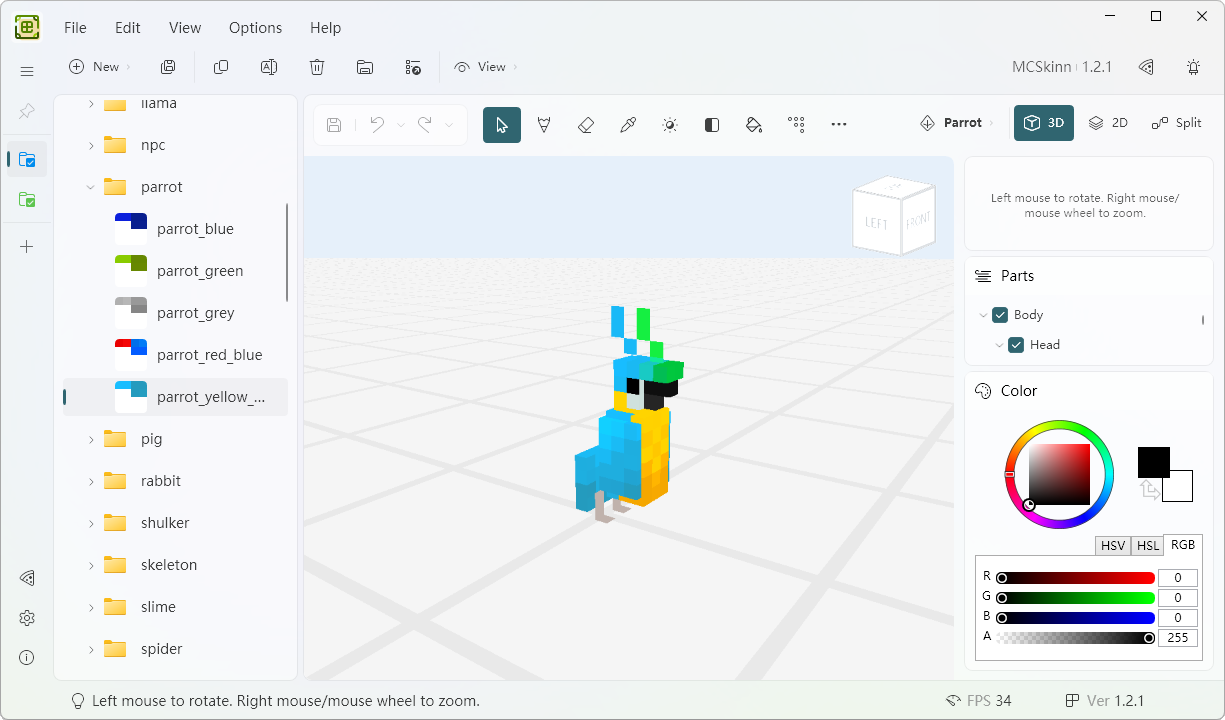 File Edit View Options Help
New View MCSkinn 1.2.1
llama
npc
parrot
parrot_blue
parrot_green
parrot_grey
parrot_red_blue
parrot_yellow_...
pig
rabbit
shulker
skeleton
slime
spider
Parrot 3D 2D Split
LEFT FRONT
Left mouse to rotate. Right mouse/
mouse wheel to zoom.
Parts
Body
Head
Color
HSV HSL RGB
R 0
G 0
B 0
A 255
Left mouse to rotate. Right mouse/mouse wheel to zoom. FPS 34 Ver 1.2.1